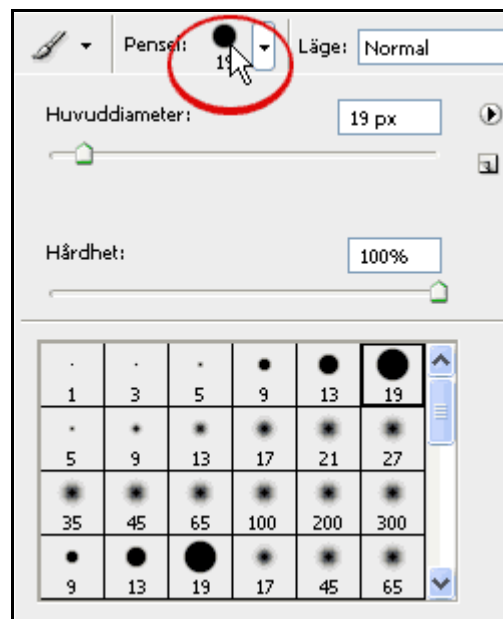 Pensel: 19 Läge: Normal
Huvuddiameter: 19 px
Hårdhet: 100%
1 3 5 9 13 19
5 9 13 17 21 27
35 45 65 100 200 300
9 13 19 17 45 65